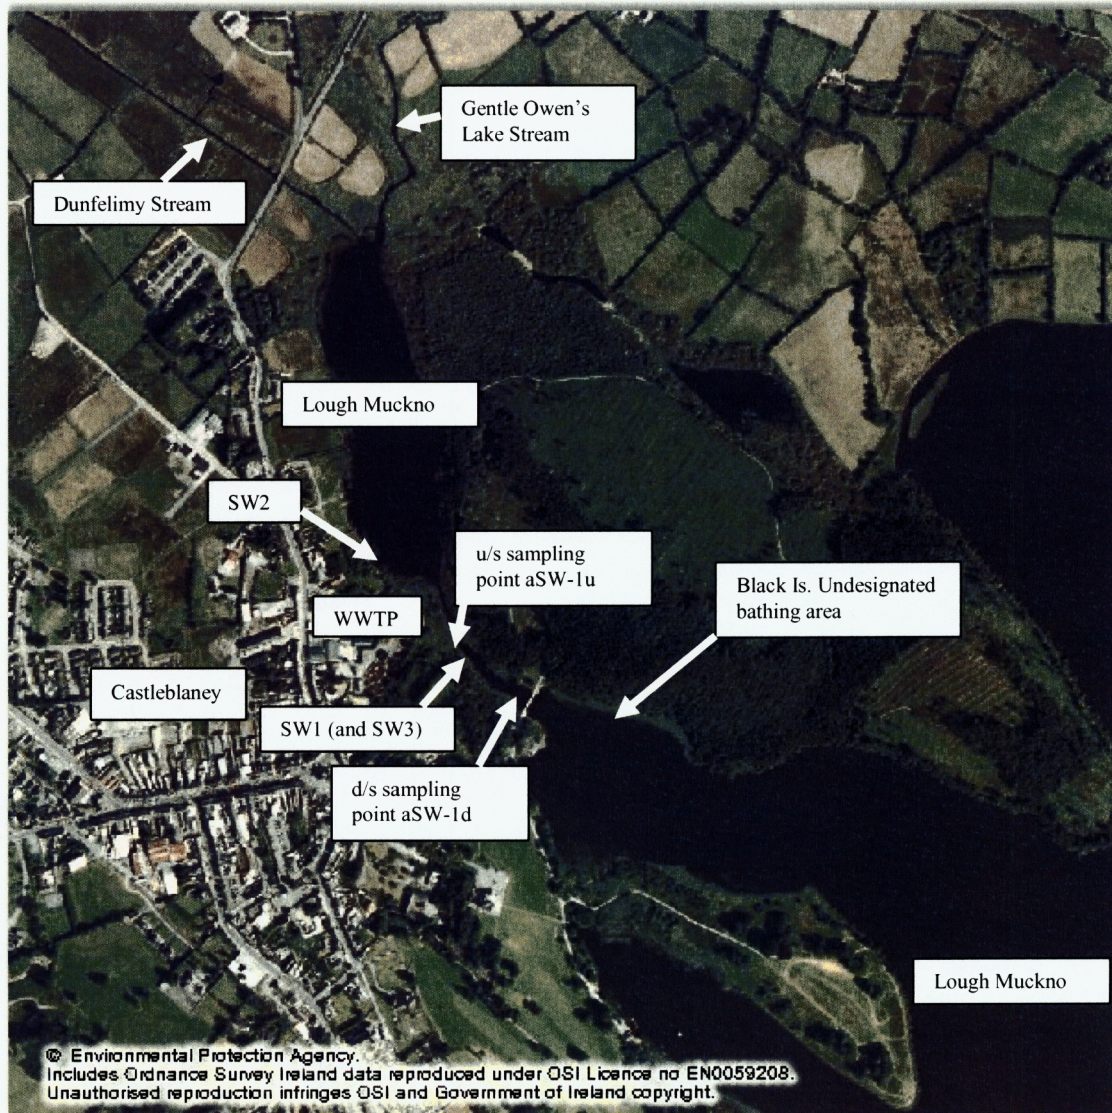 Gentle Owen's
Lake Stream
Dunfelimy Stream
Lough Muckno
SW2
u/s sampling
point aSW-1u
Black Is. Undesignated
bathing area
WWTP
Castleblaney
SW1 (and SW3)
d/s sampling
point aSW-1d
Lough Muckno
© Environmental Protection Agency.
Includes Ordnance Survey Ireland data reproduced under OSI Licence no EN0059208.
Unauthorised reproduction infringes OSI and Government of Ireland copyright.